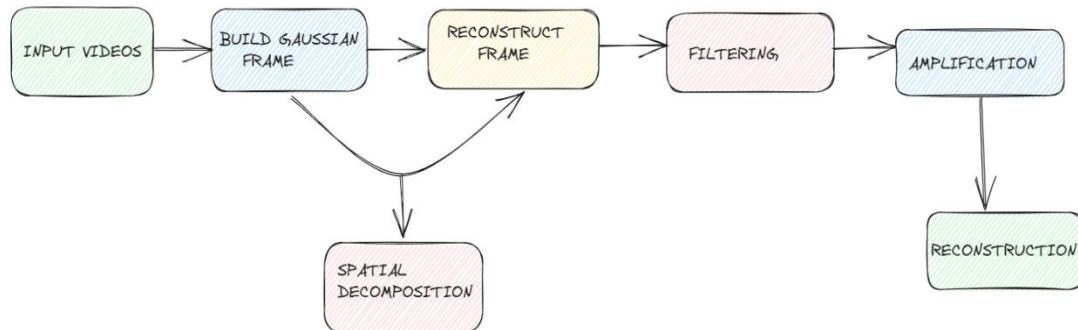 INPUT VIDEOS
BUILD GAUSSIAN
FRAME
RECONSTRUCT
FRAME
FILTERING
AMPLIFICATION
SPATIAL
DECOMPOSITION
RECONSTRUCTION